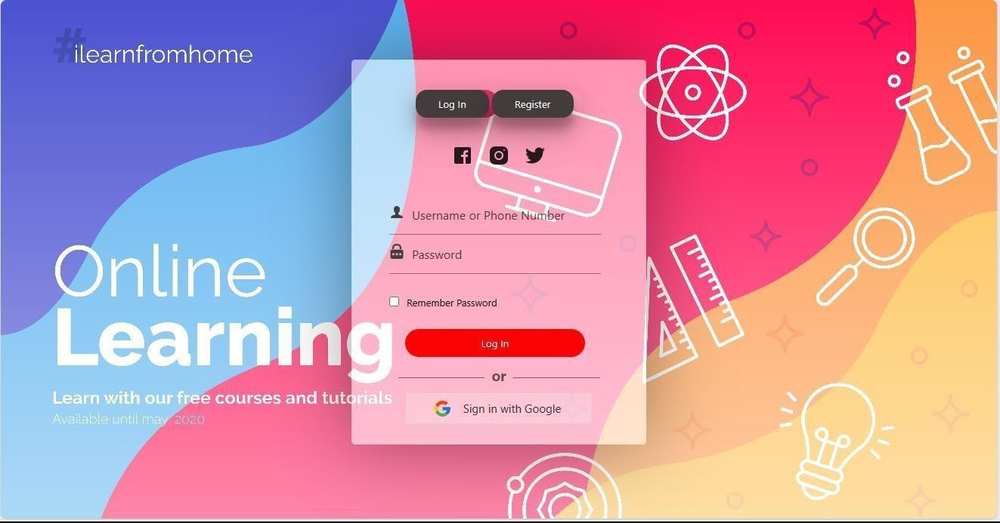 #ilearnfromhome
Log In
Register
Username or Phone Number
Password
Remember Password
Log In
or
Sign in with Google
Online
Learning
Learn with our free courses and tutorials
Available until may, 2020